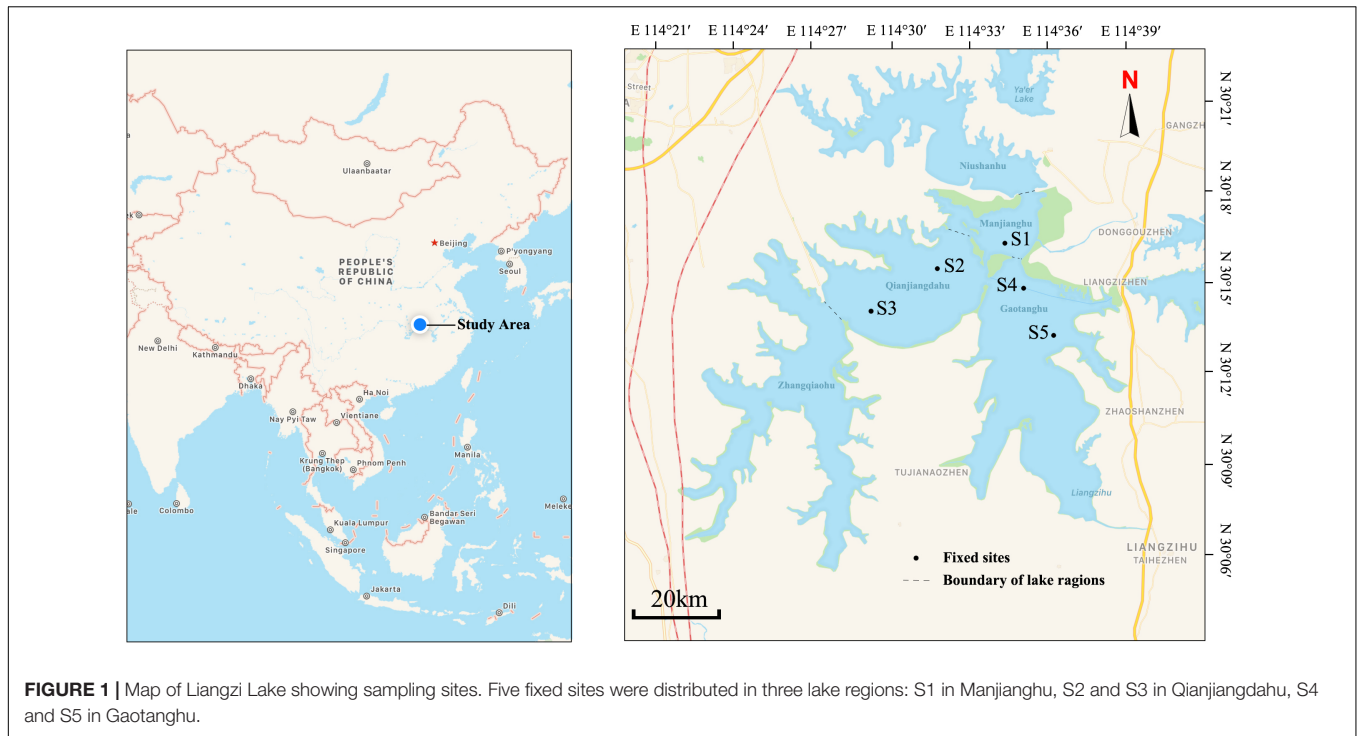 Ulaanbaatar
Beijing
P'yongyang
Seoul
PEOPLE'S
REPUBLIC
OF CHINA
Study Area
New Delhi
Kathmandu
Dhaka
Ha Noi
Nay Pyi Taw
Vientiane
Manila
Krung Thep
(Bangkok)
Phnom Penh
Bandar Seri
Begawan
Meleke
ale
Colombo
Kuala Lumpur
Singapore
Jakarta
Dili
E 114°21′ E 114°24′ E 114°27′ E 114°30′ E 114°33′ E 114°36′ E 114°39′
Street
A
Ya'er
Lake
N
N 30°21′
GANGZH
Niushanhu
N 30°18′
Manjianghu
S1
DONGGOUZHEN
S2
S4
LIANGZIZHEN
N 30°15′
Qianjiangdahu
S3
Gaotanghu
S5
N 30°12′
Zhangqiaohu
ZHAOSHANZHEN
TUJIANAOZHEN
N 30°09′
Liangzihu
LIANGZIHU
TAIHEZHEN
N 30°06′
Fixed sites
Boundary of lake ragions
20km
FIGURE 1 | Map of Liangzi Lake showing sampling sites. Five fixed sites were distributed in three lake regions: S1 in Manjianghu, S2 and S3 in Qianjiangdahu, S4
and S5 in Gaotanghu.